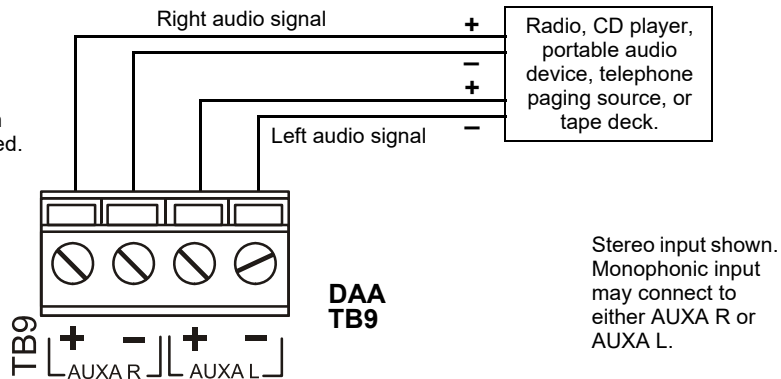 Right audio signal
+
–
+
–
Radio, CD player,
portable audio
device, telephone
paging source, or
tape deck.
ed.
Left audio signal
Stereo input shown.
Monophonic input
may connect to
either AUXA R or
AUXA L.
DAA
TB9
TB9
+ – + –
AUXA R AUXA L